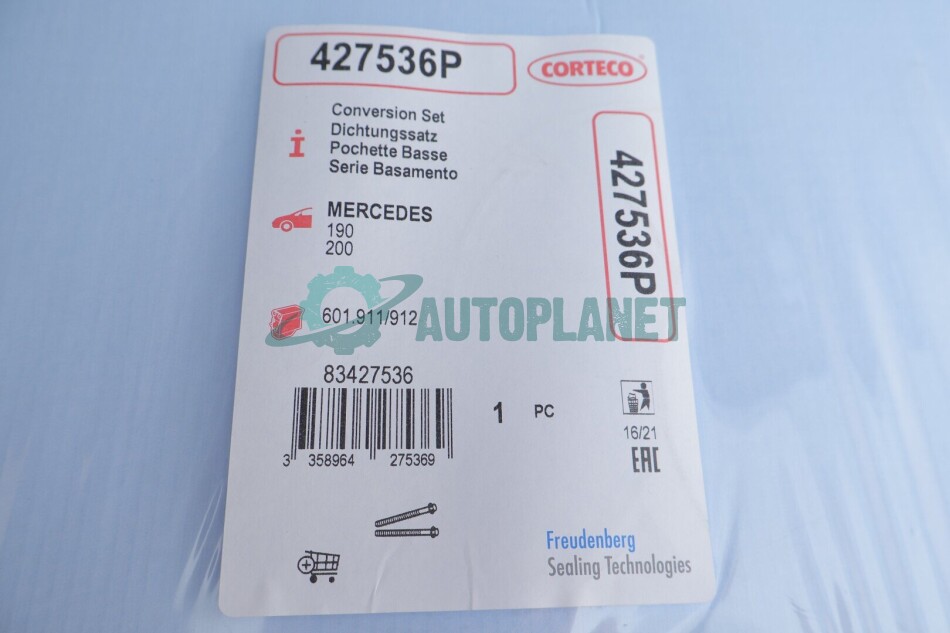 427536P
CORTECO
Conversion Set
Dichtungssatz
Pochette Basse
Serie Basamento
427536P
MERCEDES
190
200
601.911/912
AUTOPLANET
83427536
3 358964 275369
1 PC
16/21
EAC
Freudenberg
Sealing Technologies